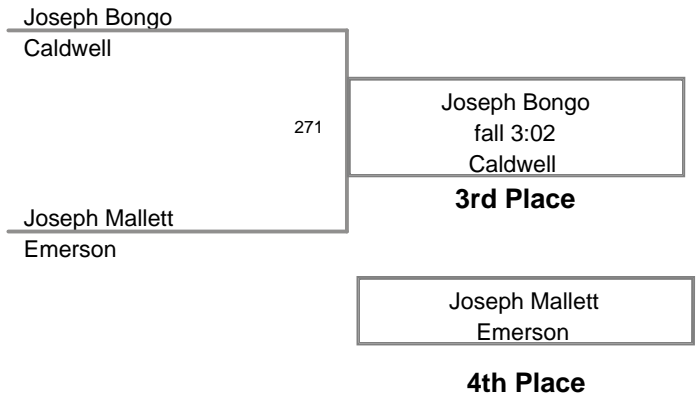 Joseph Bongo
Caldwell
271
Joseph Bongo
fall 3:02
Caldwell
3rd Place
Joseph Mallett
Emerson
Joseph Mallett
Emerson
4th Place